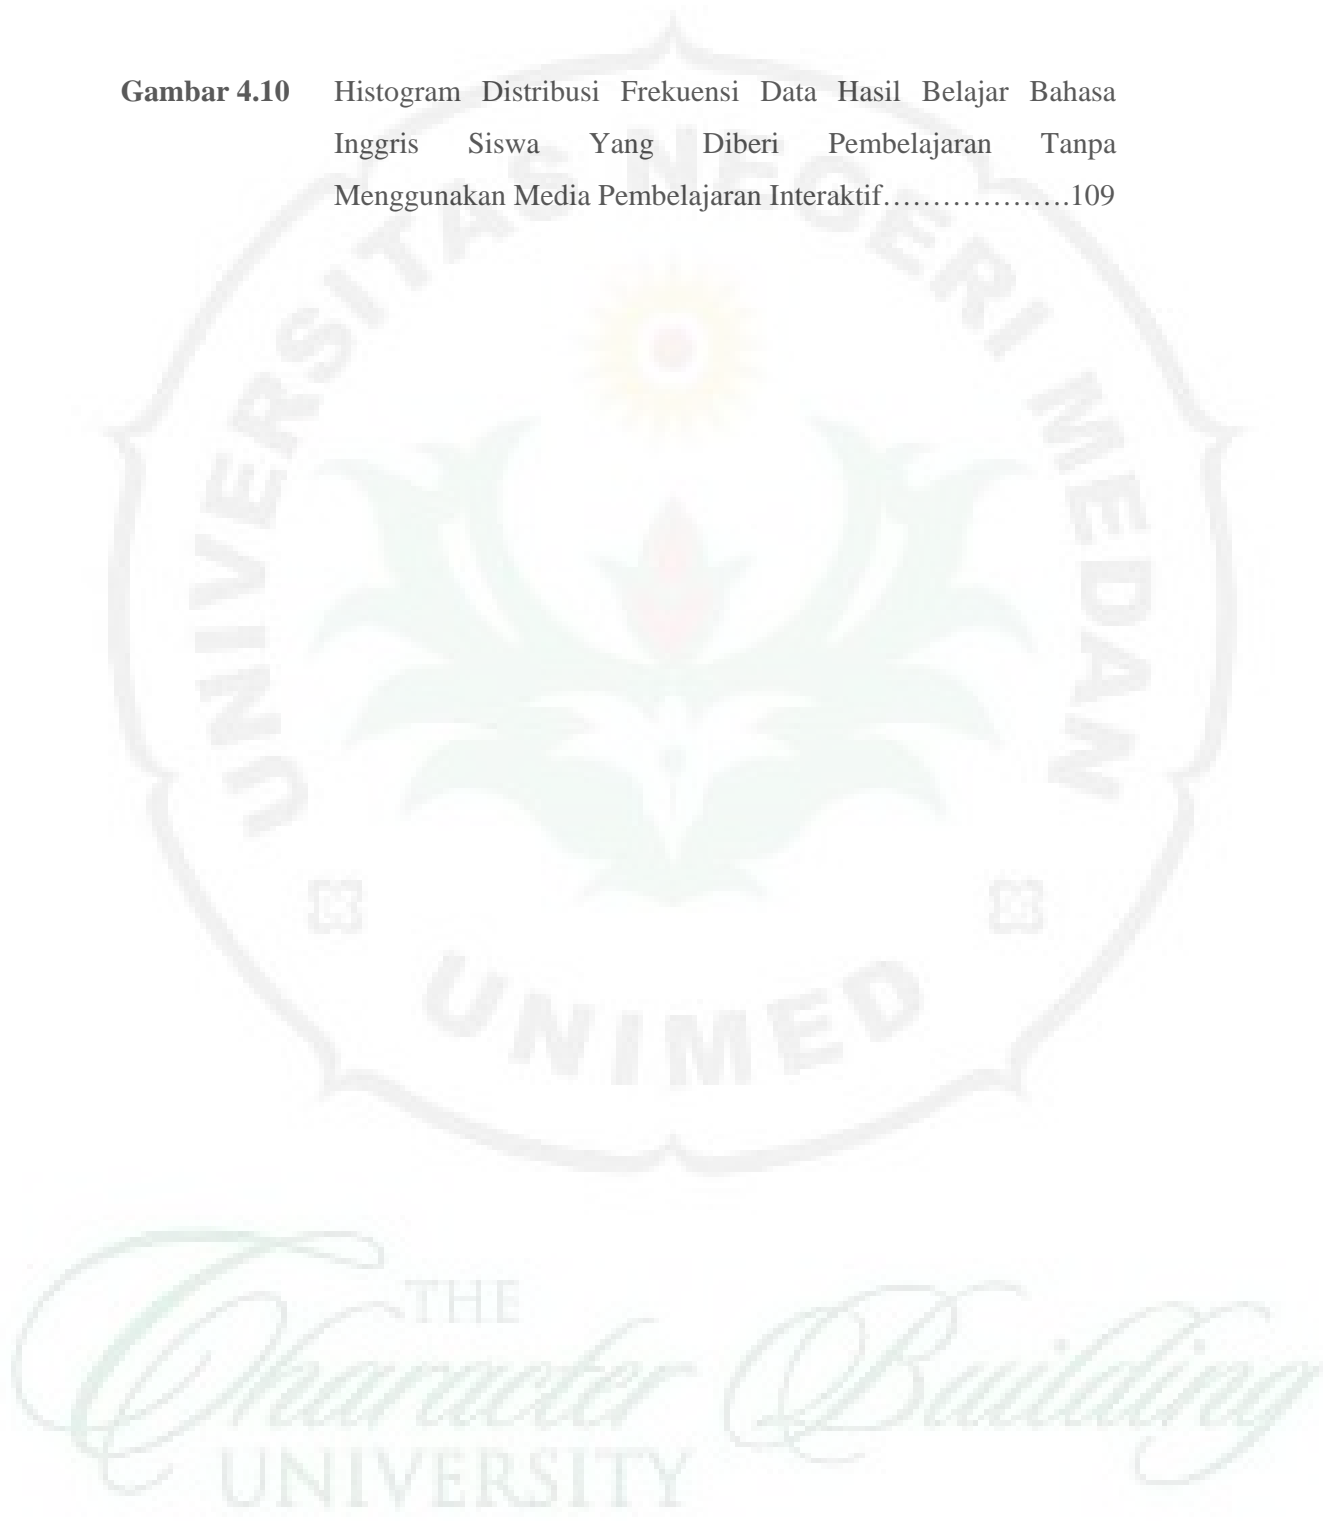 Gambar 4.10 Histogram Distribusi Frekuensi Data Hasil Belajar Bahasa
Inggris Siswa Yang Diberi Pembelajaran Tanpa
Menggunakan Media Pembelajaran Interaktif……………….109
UNIVERSITAS NEGERI MEDAN
UNIMED
THE
Character Building
UNIVERSITY